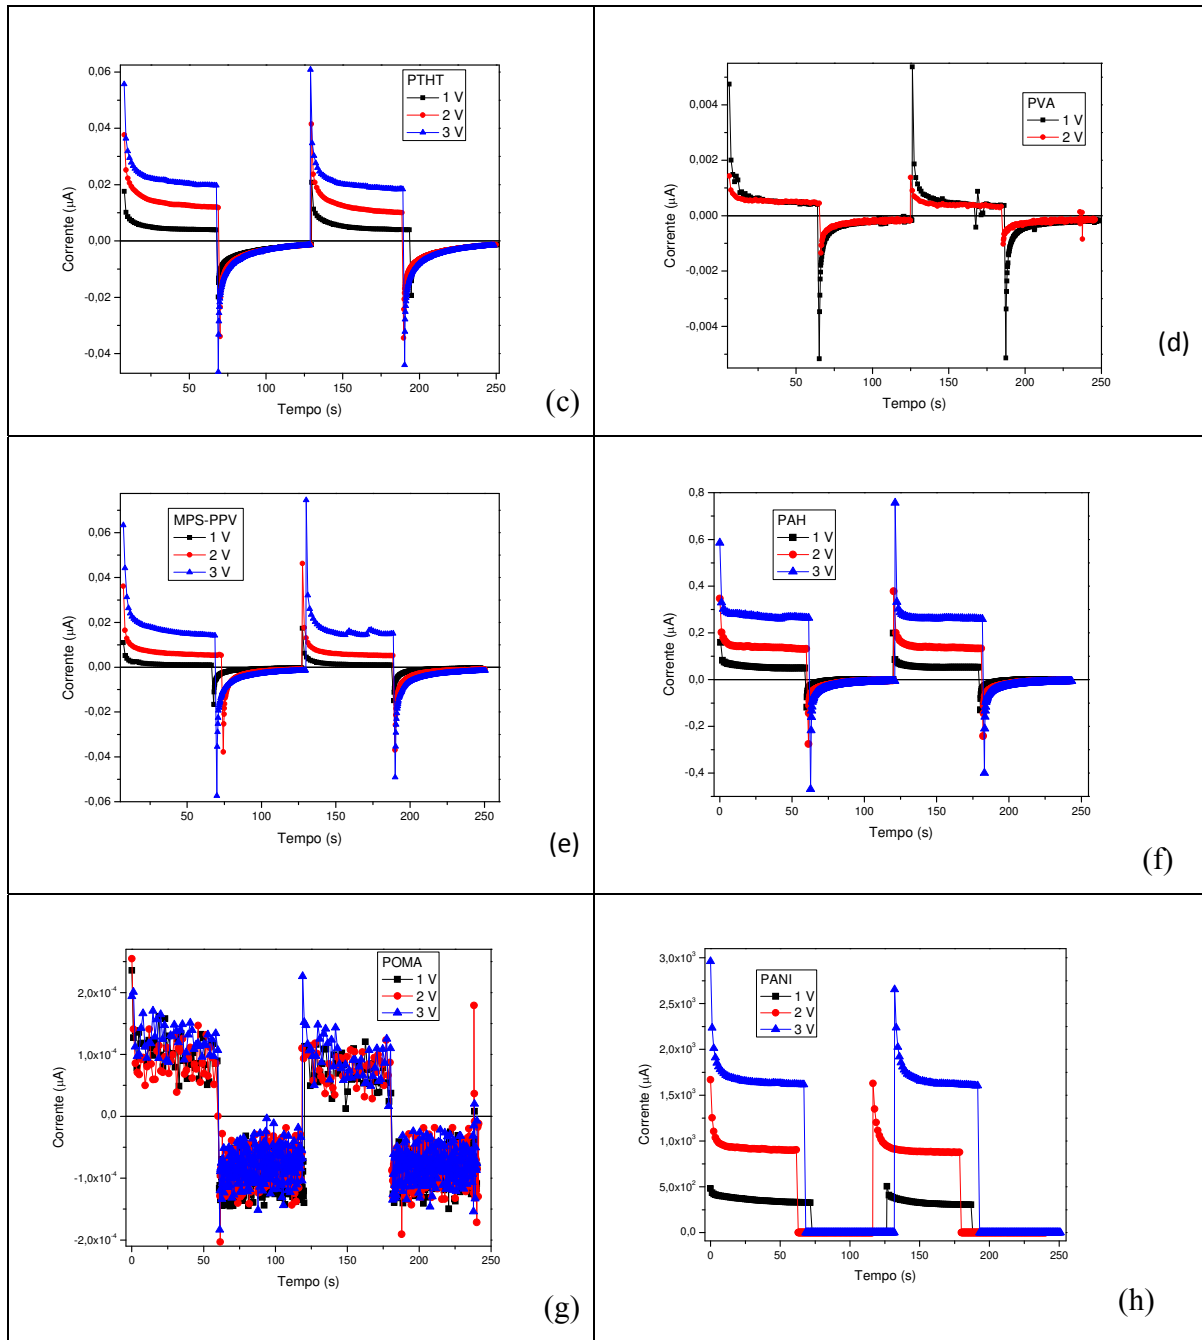 0,06
0,04
0,02
0,00
-0,02
-0,04
Corrente (µA)
PTHT
1 V
2 V
3 V
50
100
150
200
250
Tempo (s)
(c)
0,004
0,002
0,000
-0,002
-0,004
Corrente (µA)
PVA
1 V
2 V
50
100
150
200
250
Tempo (s)
(d)
0,06
0,04
0,02
0,00
-0,02
-0,04
-0,06
Corrente (µA)
MPS-PPV
1 V
2 V
3 V
50
100
150
200
250
Tempo (s)
(e)
0,8
0,6
0,4
0,2
0,0
-0,2
-0,4
Corrente (µA)
PAH
1 V
2 V
3 V
0
50
100
150
200
250
Tempo (s)
(f)
2,0x10⁻⁴
1,0x10⁻⁴
0,0
-1,0x10⁻⁴
-2,0x10⁻⁴
Corrente (µA)
POMA
1 V
2 V
3 V
0
50
100
150
200
250
Tempo (s)
(g)
3,0x10³
2,5x10³
2,0x10³
1,5x10³
1,0x10³
5,0x10²
0,0
Corrente (µA)
PANI
1 V
2 V
3 V
0
50
100
150
200
250
Tempo (s)
(h)